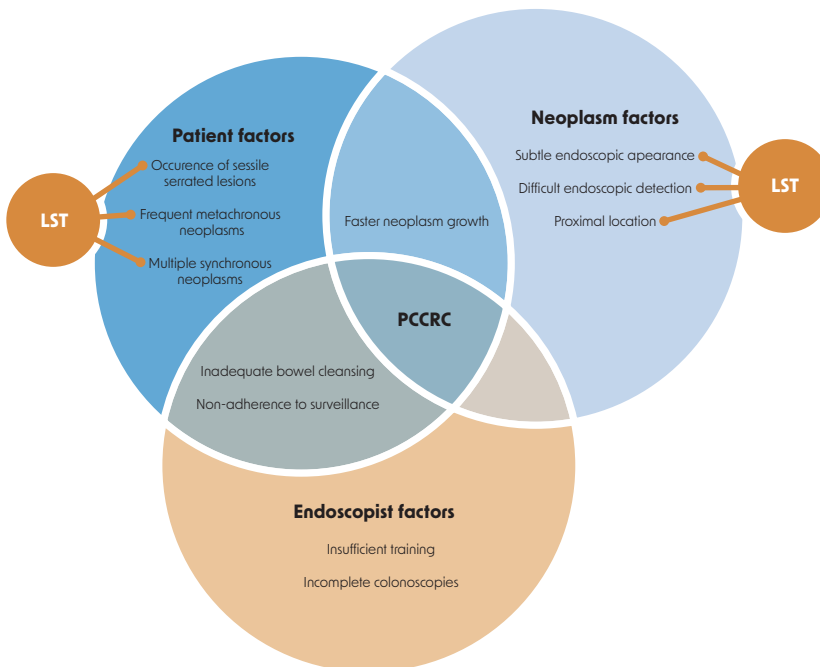 Patient factors
Occurence of sessile
serrated lesions
Frequent metachronous
neoplasms
Multiple synchronous
neoplasms
LST
Faster neoplasm growth
Neoplasm factors
Subtle endoscopic apearance
Difficult endoscopic detection
Proximal location
LST
PCCRC
Inadequate bowel cleansing
Non-adherence to surveillance
Endoscopist factors
Insufficient training
Incomplete colonoscopies